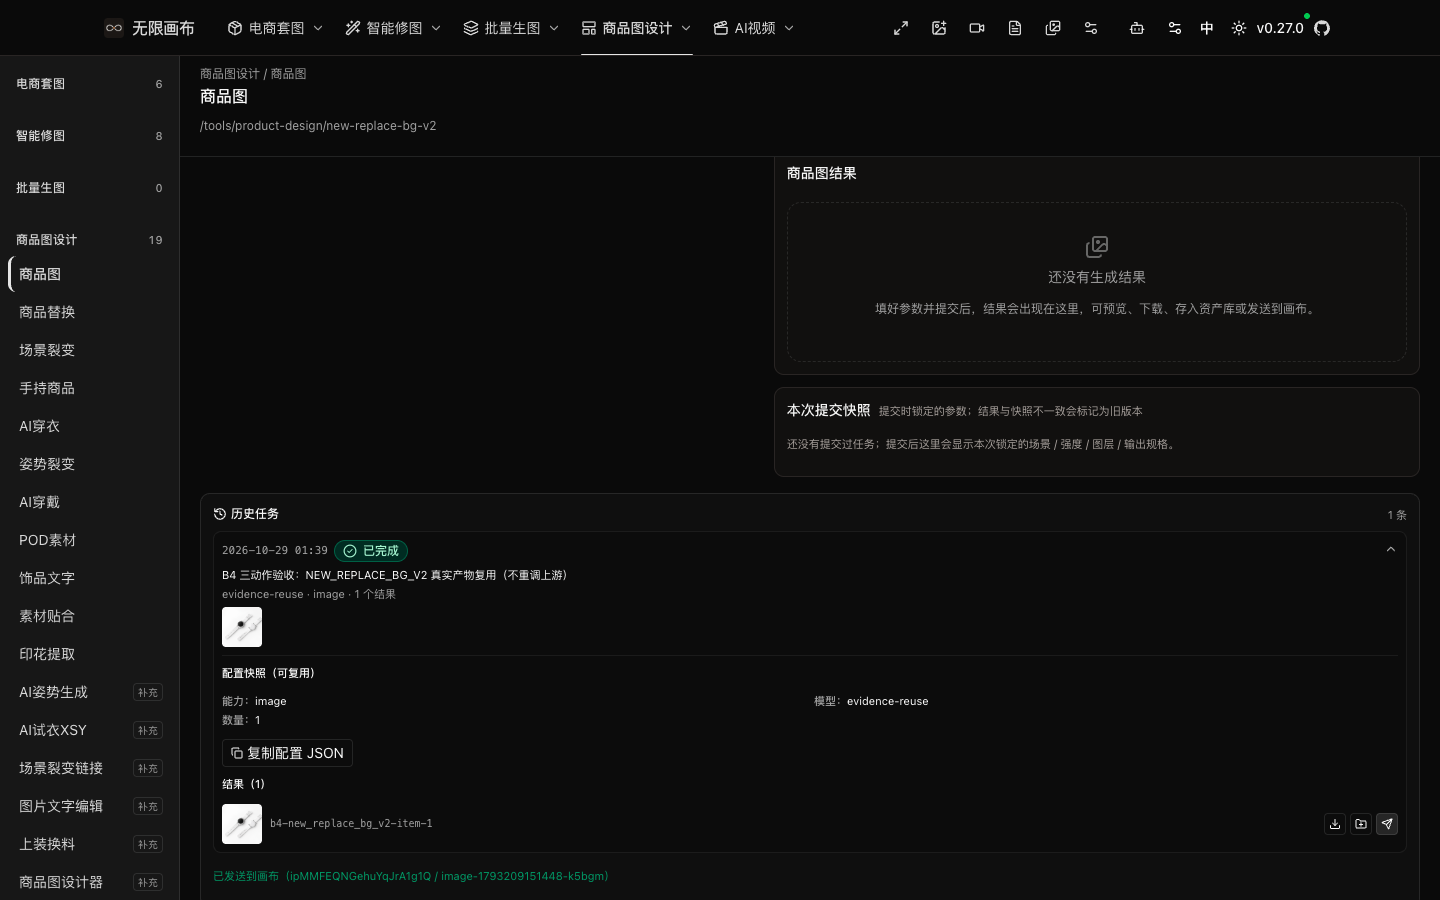 无限画布
电商套图
智能修图
批量生图
商品图设计
AI视频
中
v0.27.0
电商套图 6
智能修图 8
批量生图 0
商品图设计 19
商品图
商品替换
场景裂变
手持商品
AI穿衣
姿势裂变
AI穿戴
POD素材
饰品文字
素材贴合
印花提取
AI姿势生成 补充
AI试衣XSY 补充
场景裂变链接 补充
图片文字编辑 补充
上装换料 补充
商品图设计器 补充
商品图设计 / 商品图
商品图
/tools/product-design/new-replace-bg-v2
商品图结果
还没有生成结果
填好参数并提交后，结果会出现在这里，可预览、下载、存入资产库或发送到画布。
本次提交快照 提交时锁定的参数；结果与快照不一致会标记为旧版本
还没有提交过任务；提交后这里会显示本次锁定的场景 / 强度 / 图层 / 输出规格。
历史任务 1 条
2026-10-29 01:39 已完成
B4 三动作验收：NEW_REPLACE_BG_V2 真实产物复用（不重调上游）
evidence-reuse · image · 1 个结果
配置快照（可复用）
能力：image 模型：evidence-reuse
数量：1
复制配置 JSON
结果（1）
b4-new_replace_bg_v2-item-1
已发送到画布（ipMMFEQNGehuYqJrA1g1Q / image-1793209151448-k5bgm）